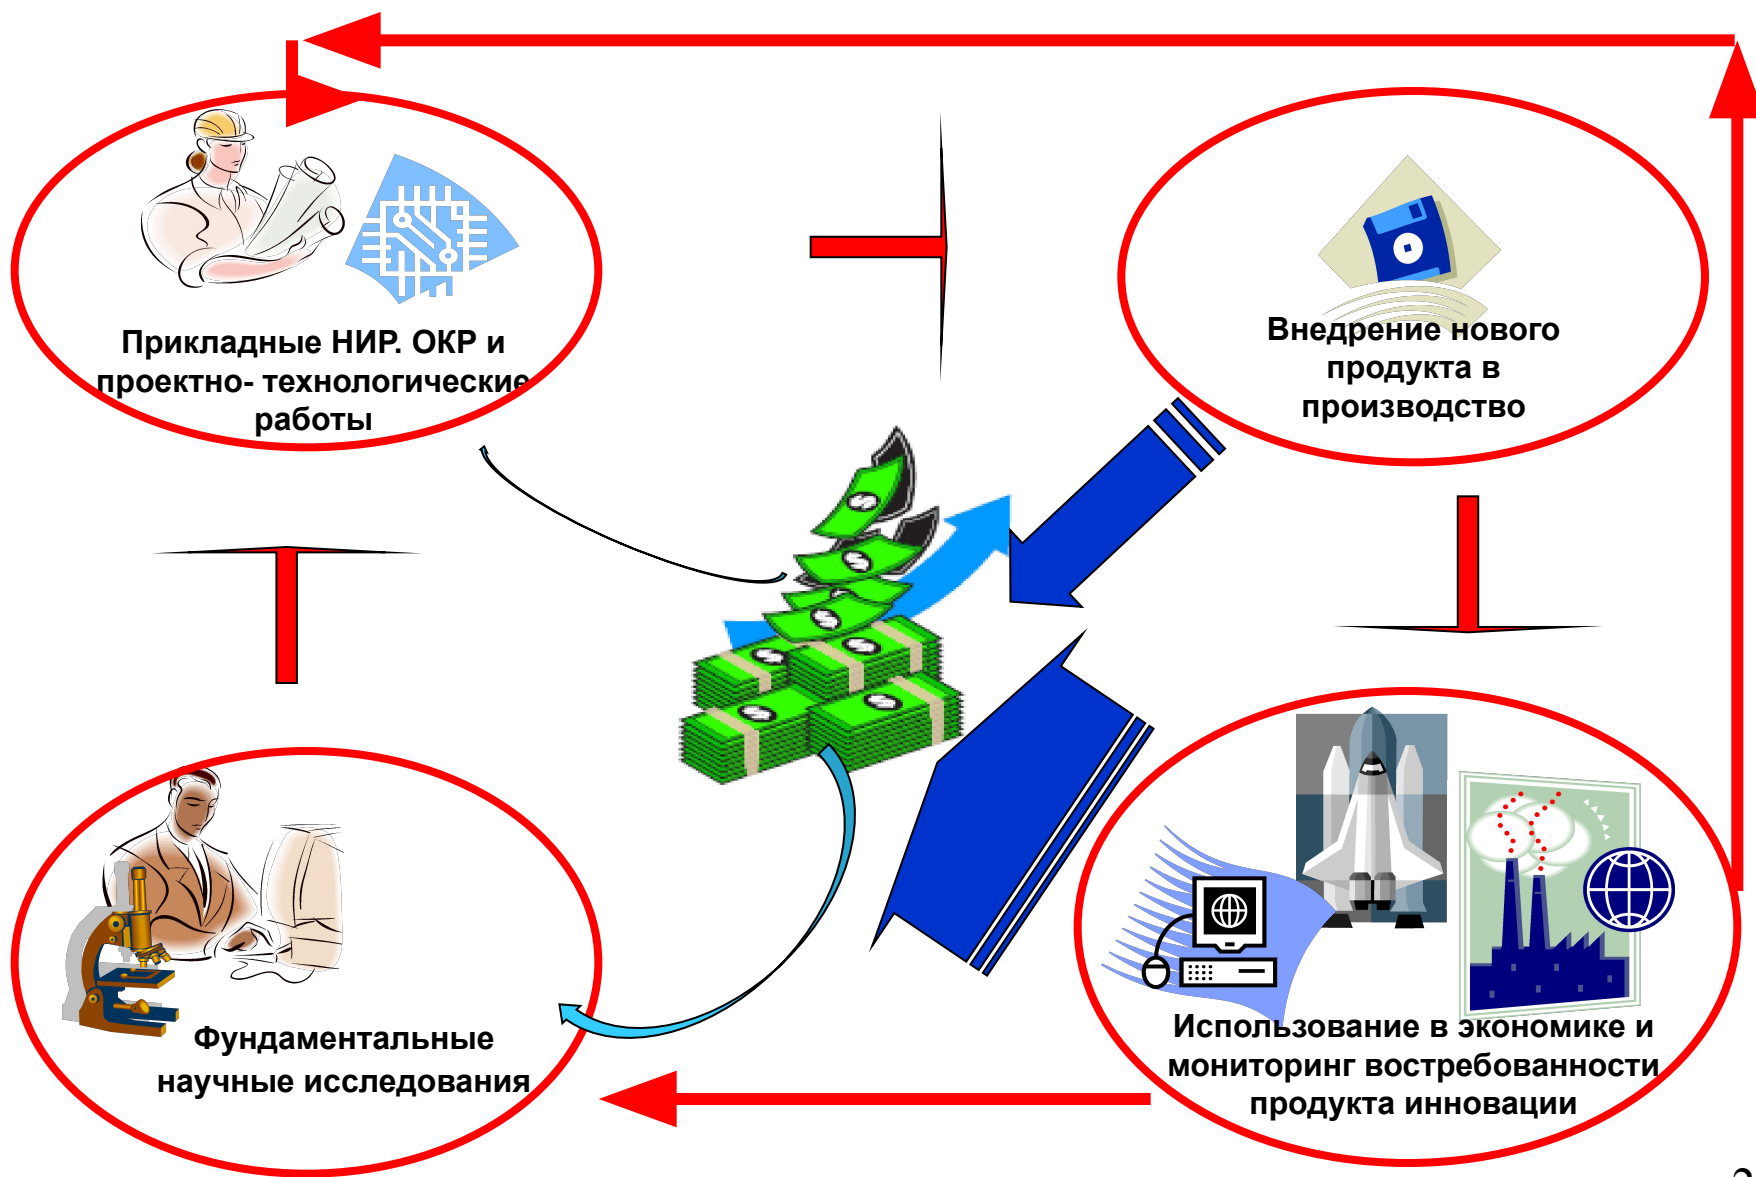 Прикладные НИР. ОКР и
проектно- технологические
работы
Внедрение нового
продукта в
производство
Фундаментальные
научные исследования
Использование в экономике и
мониторинг востребованности
продукта инновации